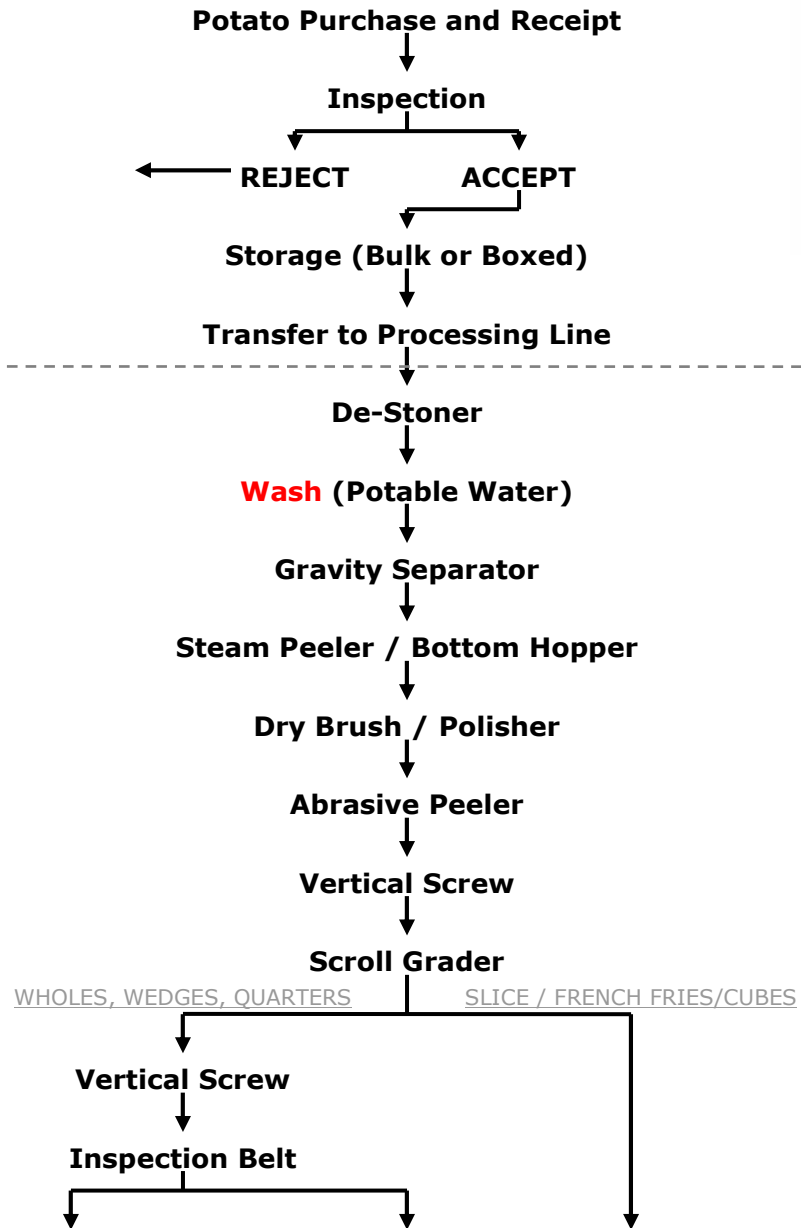 Potato Purchase and Receipt
Inspection
REJECT ACCEPT
Storage (Bulk or Boxed)
Transfer to Processing Line
De-Stoner
Wash (Potable Water)
Gravity Separator
Steam Peeler / Bottom Hopper
Dry Brush / Polisher
Abrasive Peeler
Vertical Screw
Scroll Grader
WHOLES, WEDGES, QUARTERS SLICE / FRENCH FRIES/CUBES
Vertical Screw
Inspection Belt